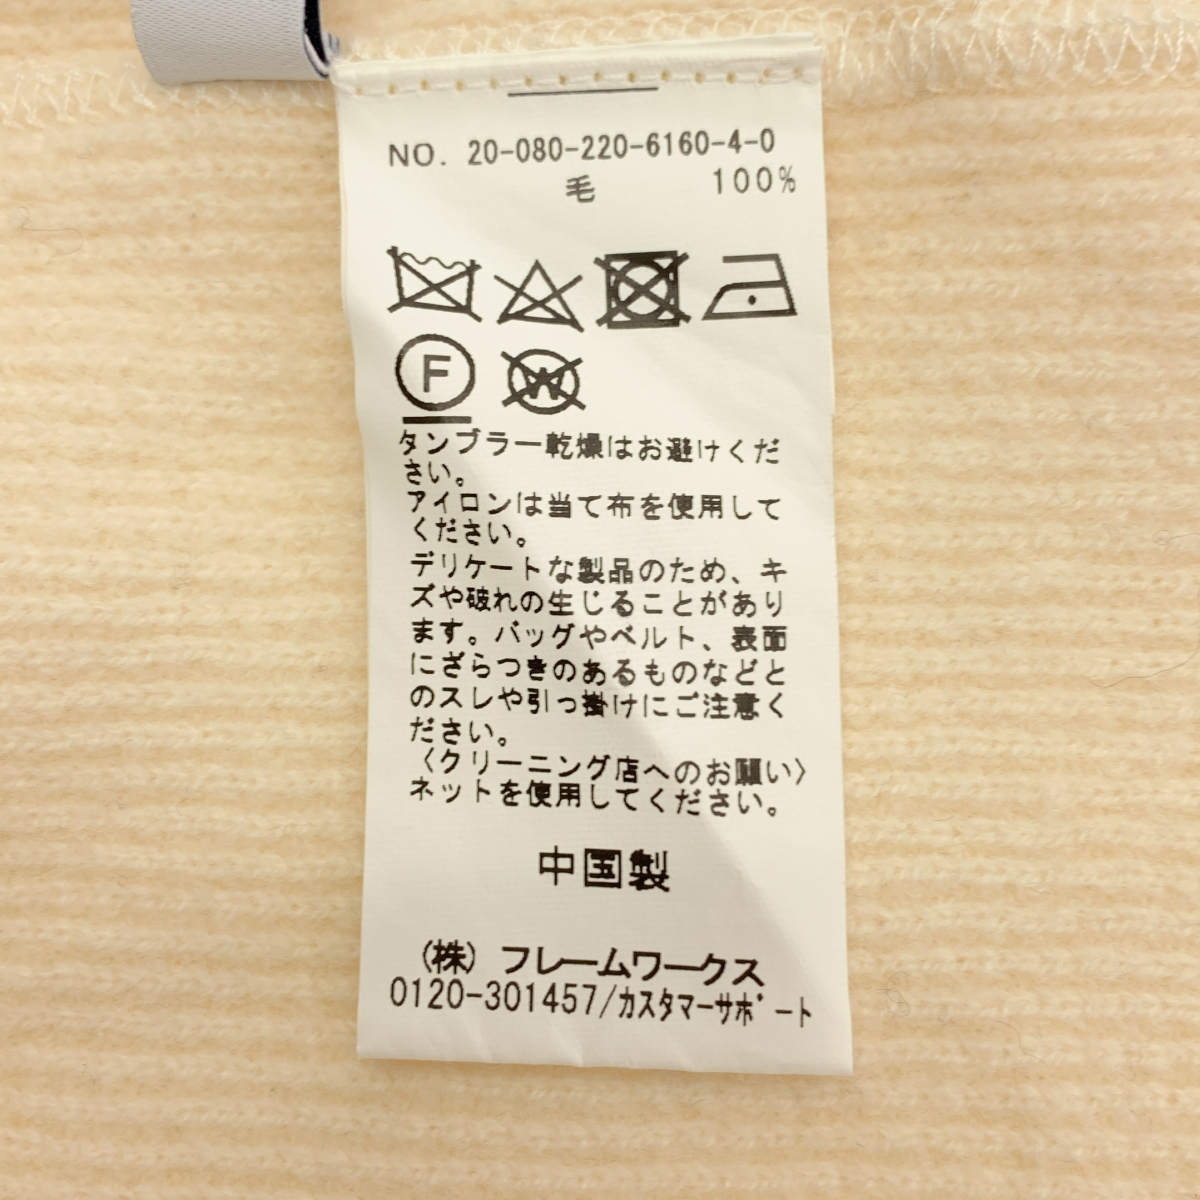 NO. 20-080-220-6160-4-0
毛 100%
F W
タンブラー乾燥はお避けくだ
さい。
アイロンは当て布を使用して
ください。
デリケートな製品のため、キ
ズや破れの生じることがあり
ます。バッグやベルト、表面
にざらつきのあるものなどと
のスレや引っ掛けにご注意く
ださい。
〈クリーニング店へのお願い〉
ネットを使用してください。
中国製
(株) フレームワークス
0120-301457/カスタマーサポート